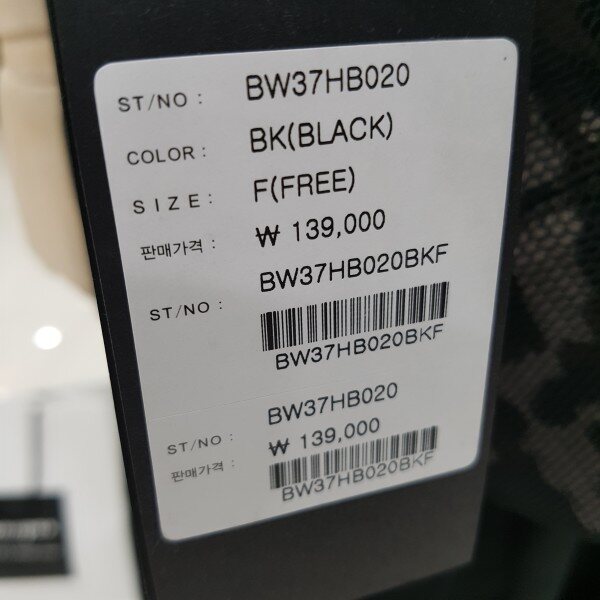 ST/NO : BW37HB020
COLOR : BK(BLACK)
SIZE : F(FREE)
판매가격 : ₩ 139,000
ST/NO : BW37HB020BKF
BW37HB020BKF
ST/NO : BW37HB020
판매가격 : ₩ 139,000
BW37HB020BKF